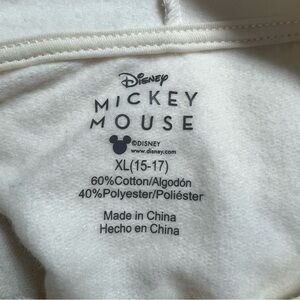 Disney
MICKEY
MOUSE
©DISNEY
www.disney.com
XL(15-17)
60%Cotton/Algodón
40%Polyester/Poliéster
Made in China
Hecho en China